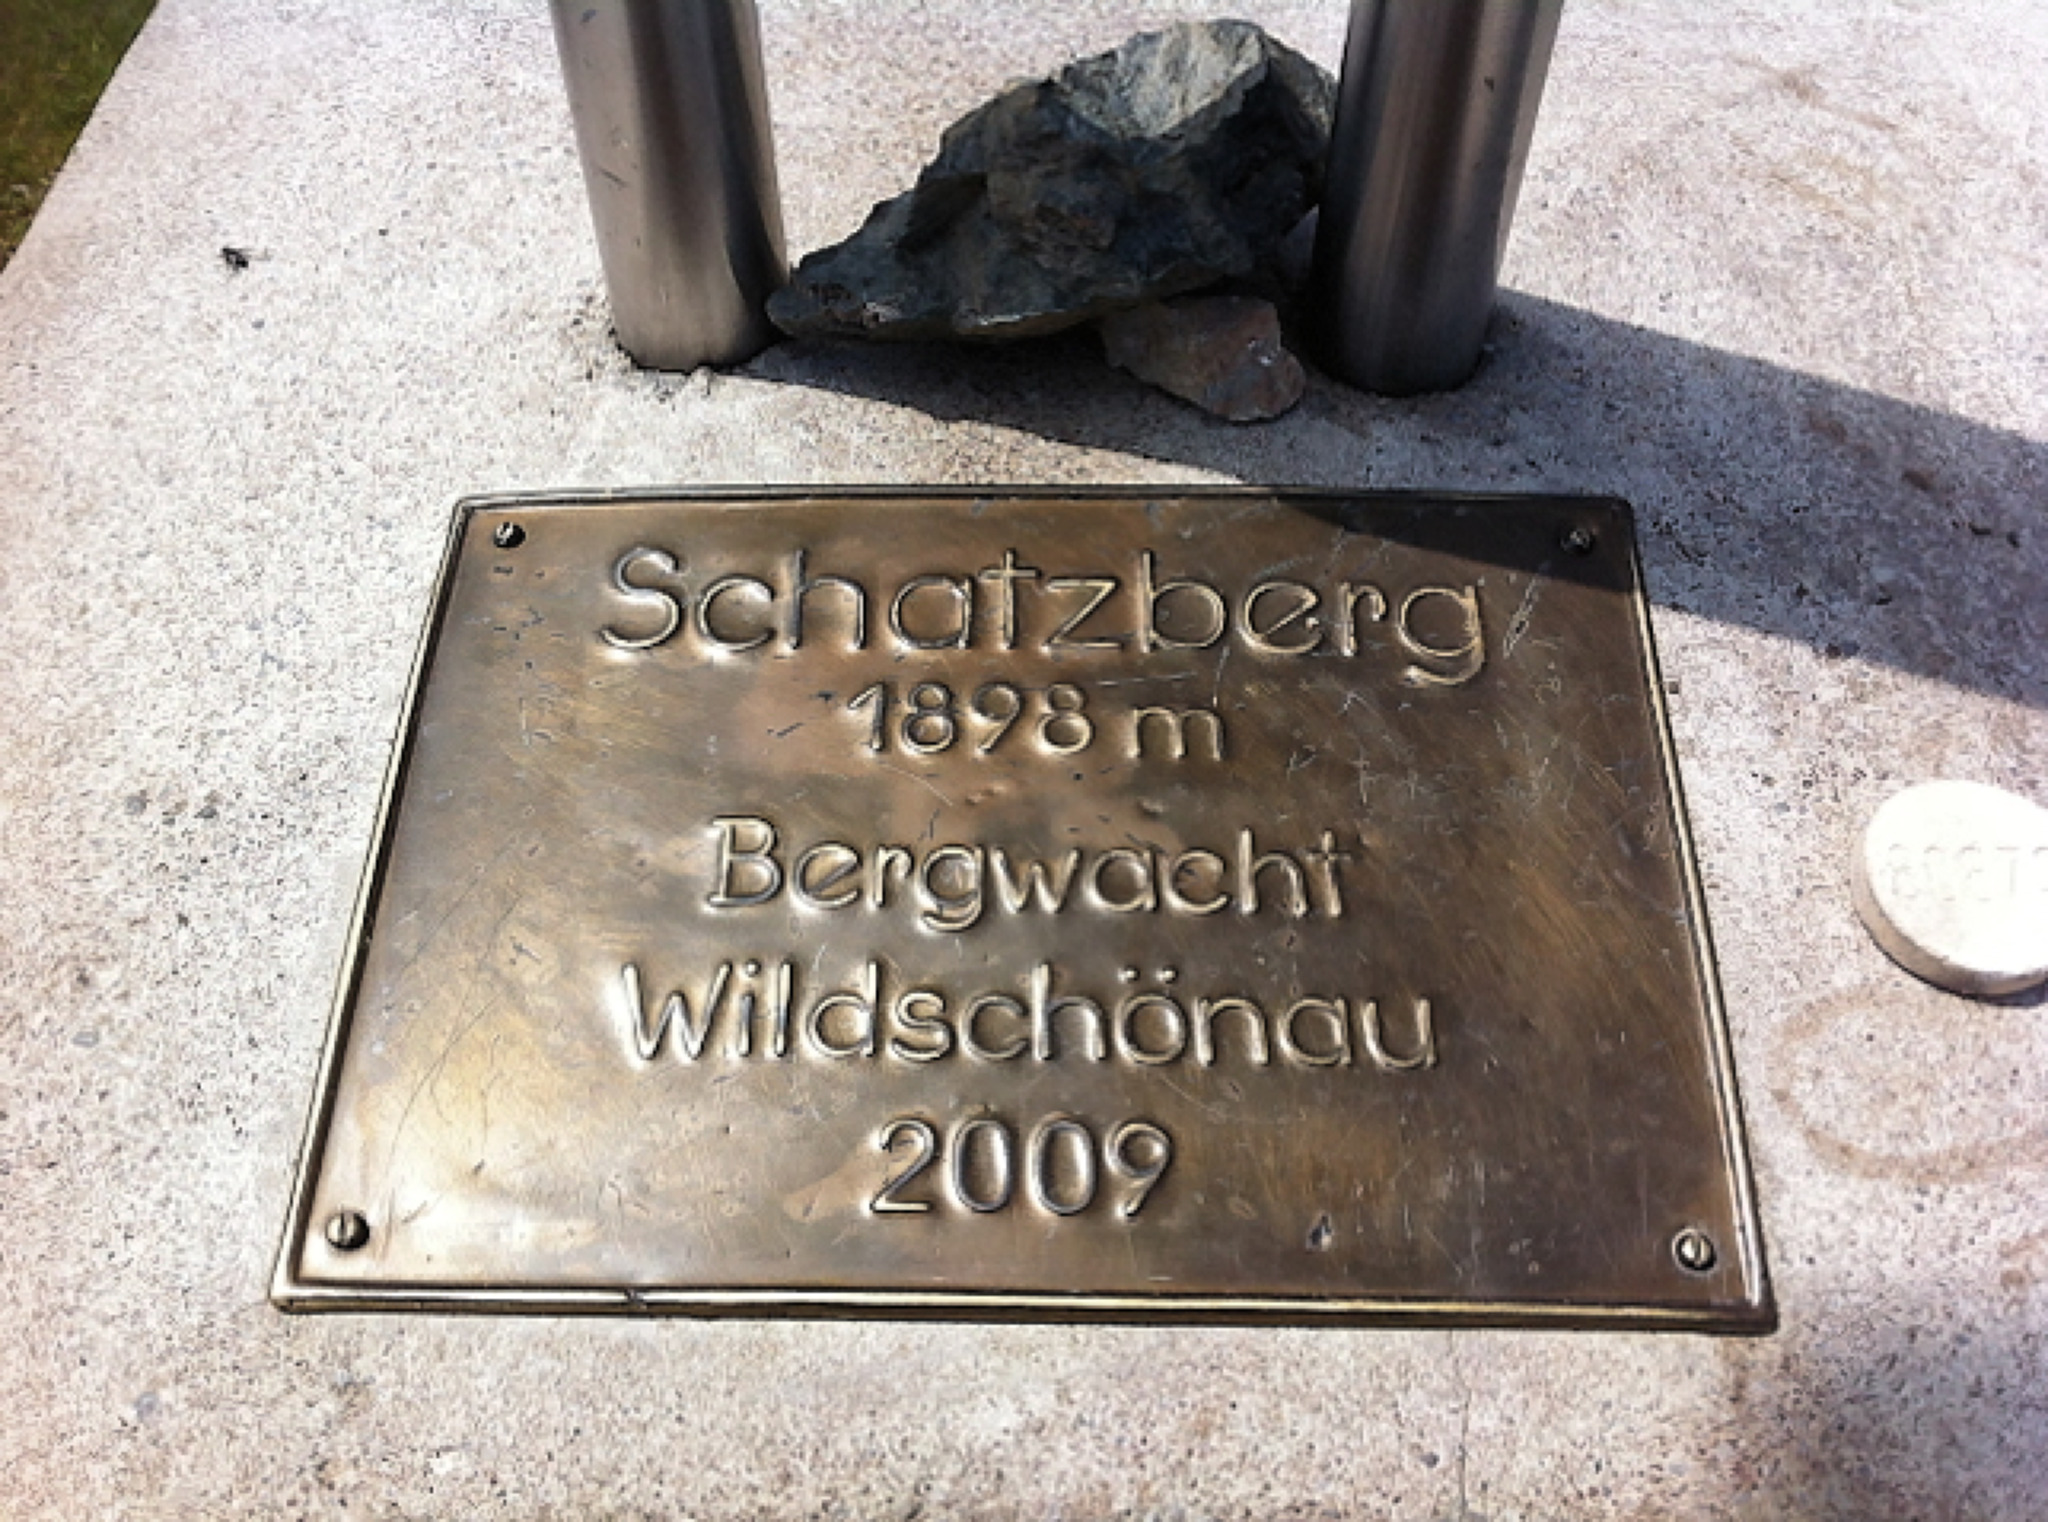 Schatzberg
1898 m
Bergwacht
Wildschönau
2009